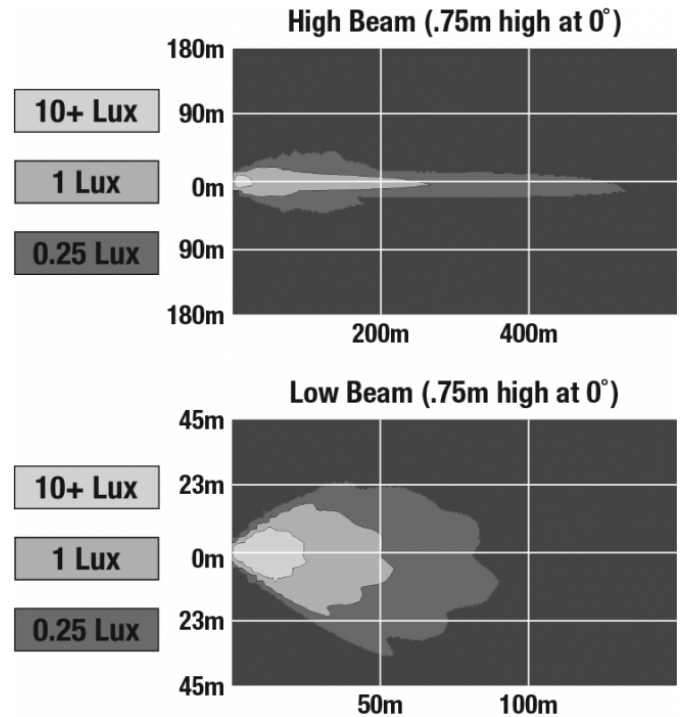 High Beam (.75m high at 0°)
180m
90m
0m
90m
180m
10+ Lux
1 Lux
0.25 Lux
200m
400m
Low Beam (.75m high at 0°)
45m
23m
0m
23m
45m
10+ Lux
1 Lux
0.25 Lux
50m
100m